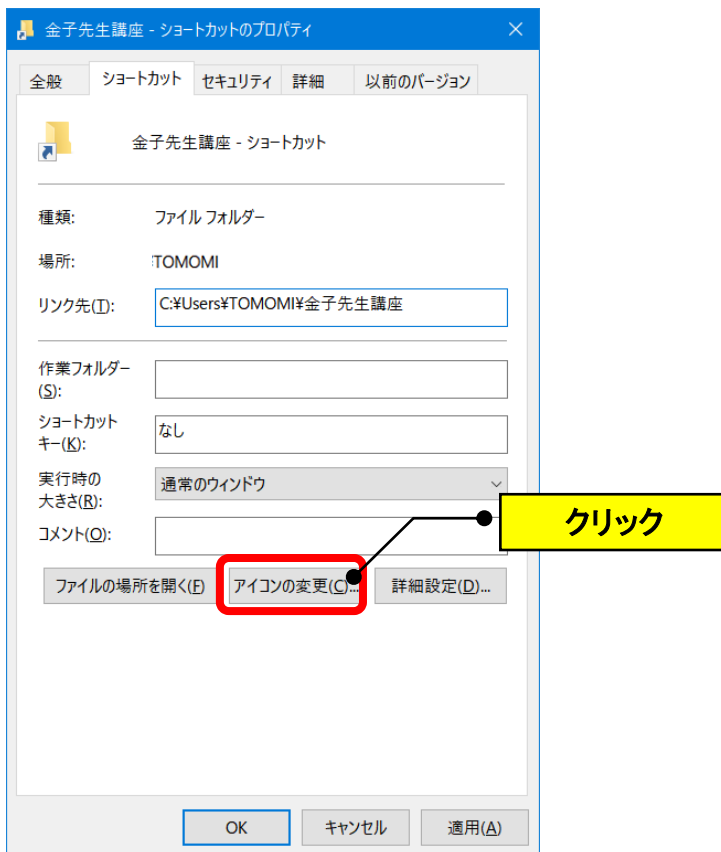 金子先生講座 - ショートカットのプロパティ
全般 ショートカット セキュリティ 詳細 以前のバージョン
金子先生講座 - ショートカット
種類: ファイル フォルダー
場所: TOMOMI
リンク先(T): C:¥Users¥TOMOMI¥金子先生講座
作業フォルダー
(S):
ショートカット
キー(K): なし
実行時の
大きさ(R): 通常のウィンドウ
コメント(O):
クリック
ファイルの場所を開く(F) アイコンの変更(C)... 詳細設定(D)...
OK キャンセル 適用(A)